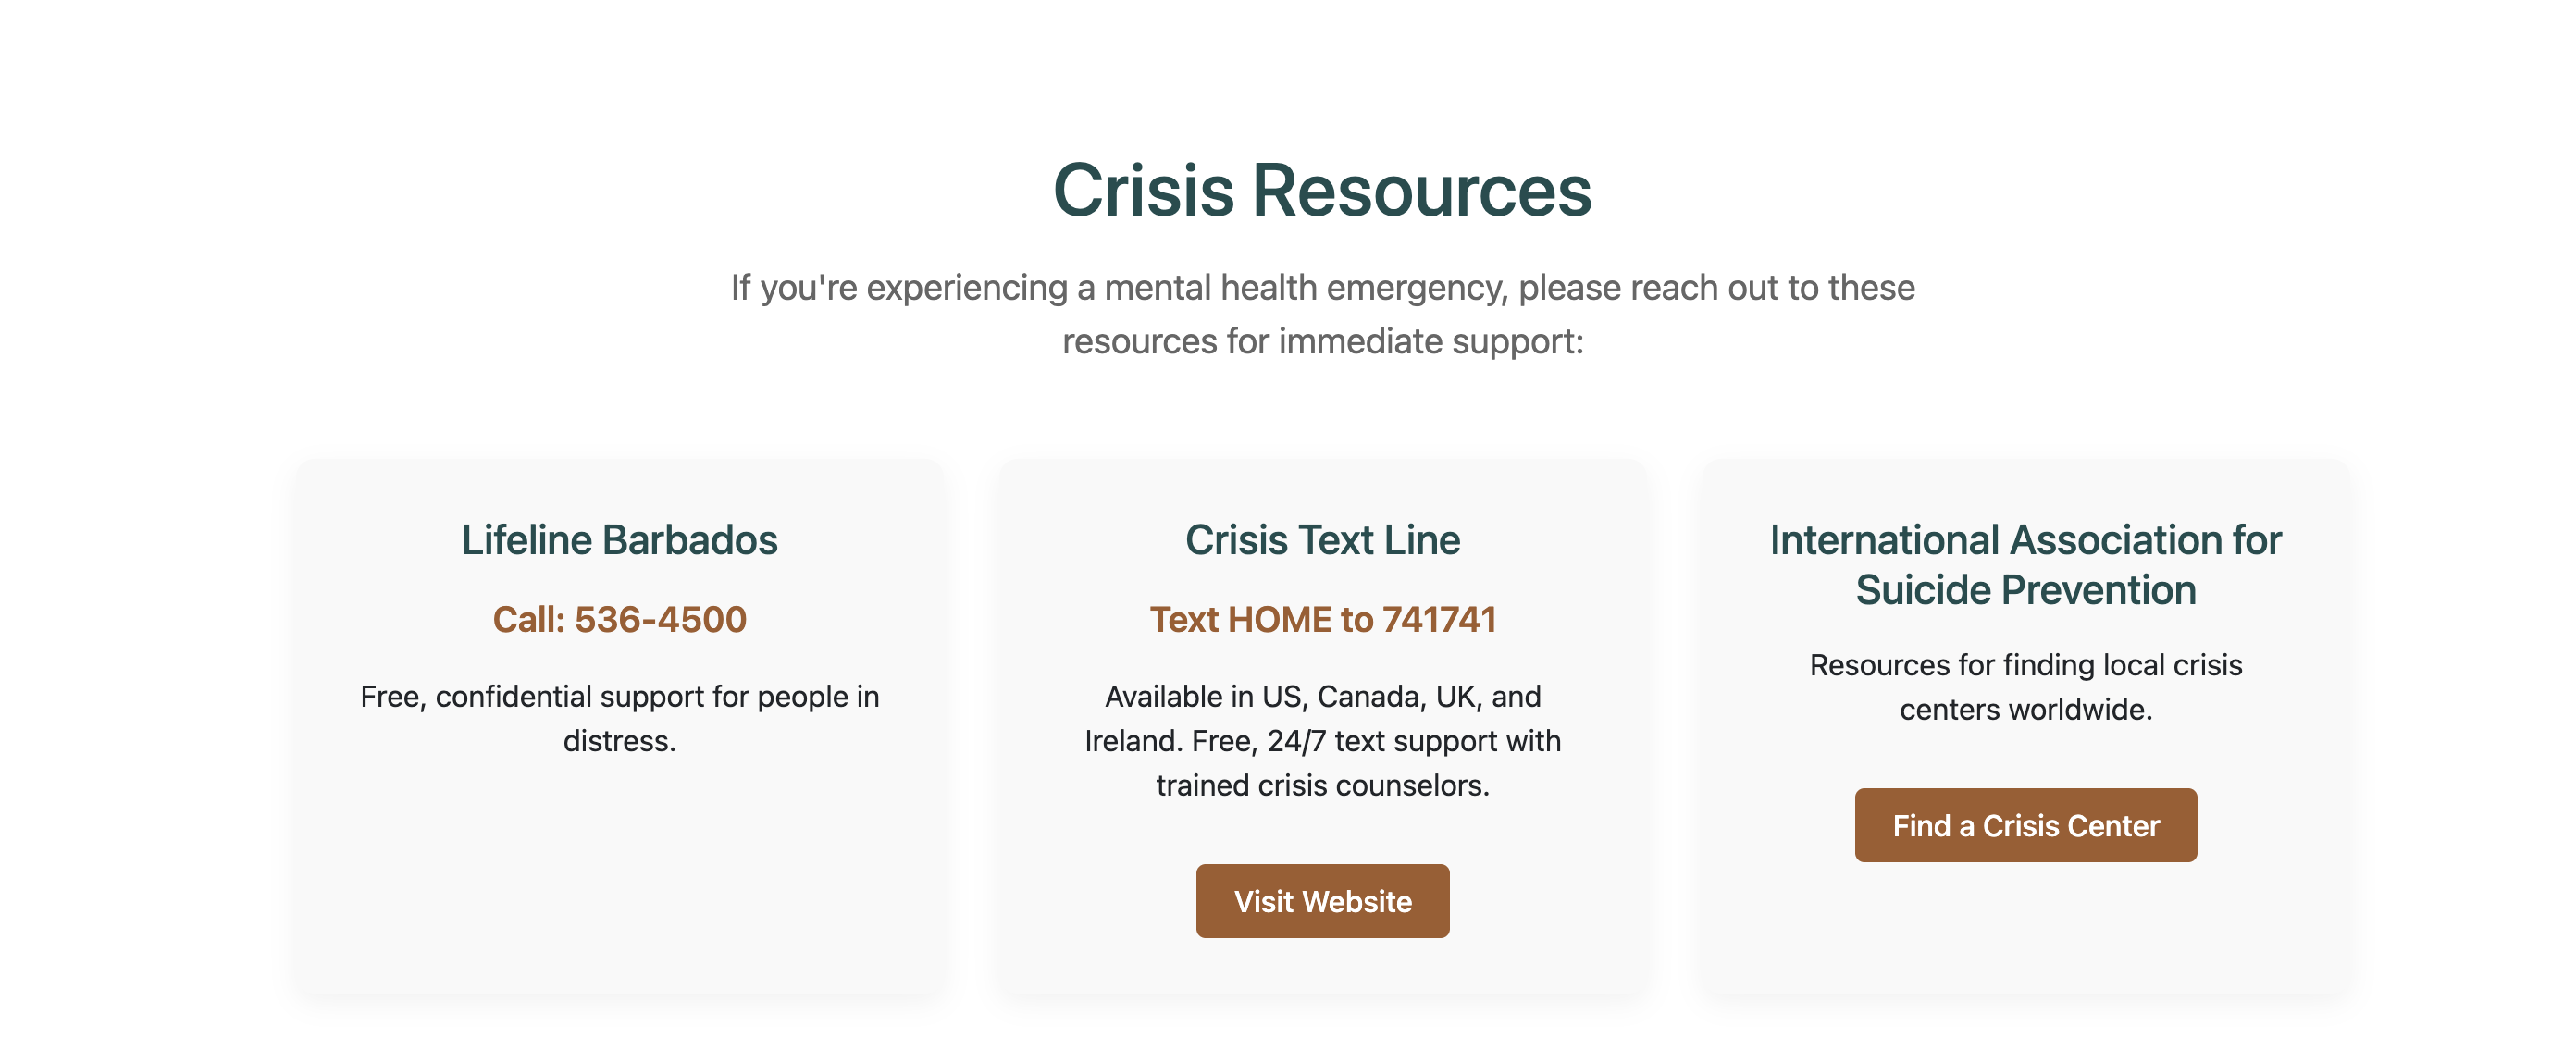 Crisis Resources
If you're experiencing a mental health emergency, please reach out to these
resources for immediate support:
Lifeline Barbados
Call: 536-4500
Free, confidential support for people in
distress.
Crisis Text Line
Text HOME to 741741
Available in US, Canada, UK, and
Ireland. Free, 24/7 text support with
trained crisis counselors.
Visit Website
International Association for
Suicide Prevention
Resources for finding local crisis
centers worldwide.
Find a Crisis Center